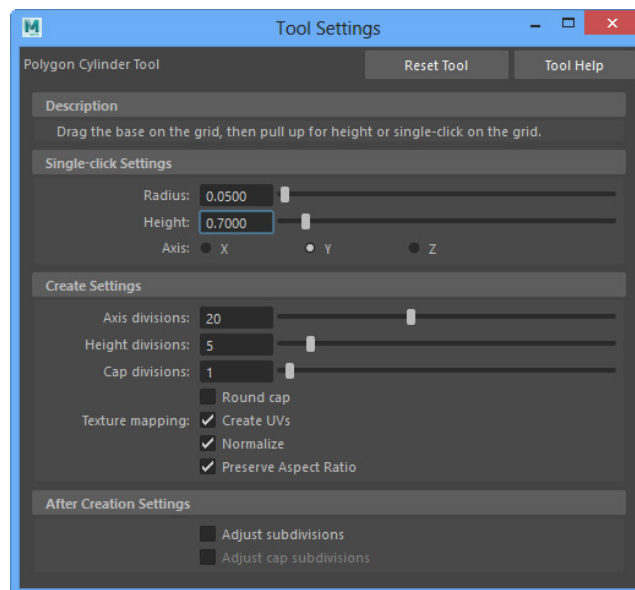 Tool Settings
Polygon Cylinder Tool Reset Tool Tool Help
Description
Drag the base on the grid, then pull up for height or single-click on the grid.
Single-click Settings
Radius: 0.0500
Height: 0.7000
Axis: X Y Z
Create Settings
Axis divisions: 20
Height divisions: 5
Cap divisions: 1
Round cap
Texture mapping: Create UVs
Normalize
Preserve Aspect Ratio
After Creation Settings
Adjust subdivisions
Adjust cap subdivisions